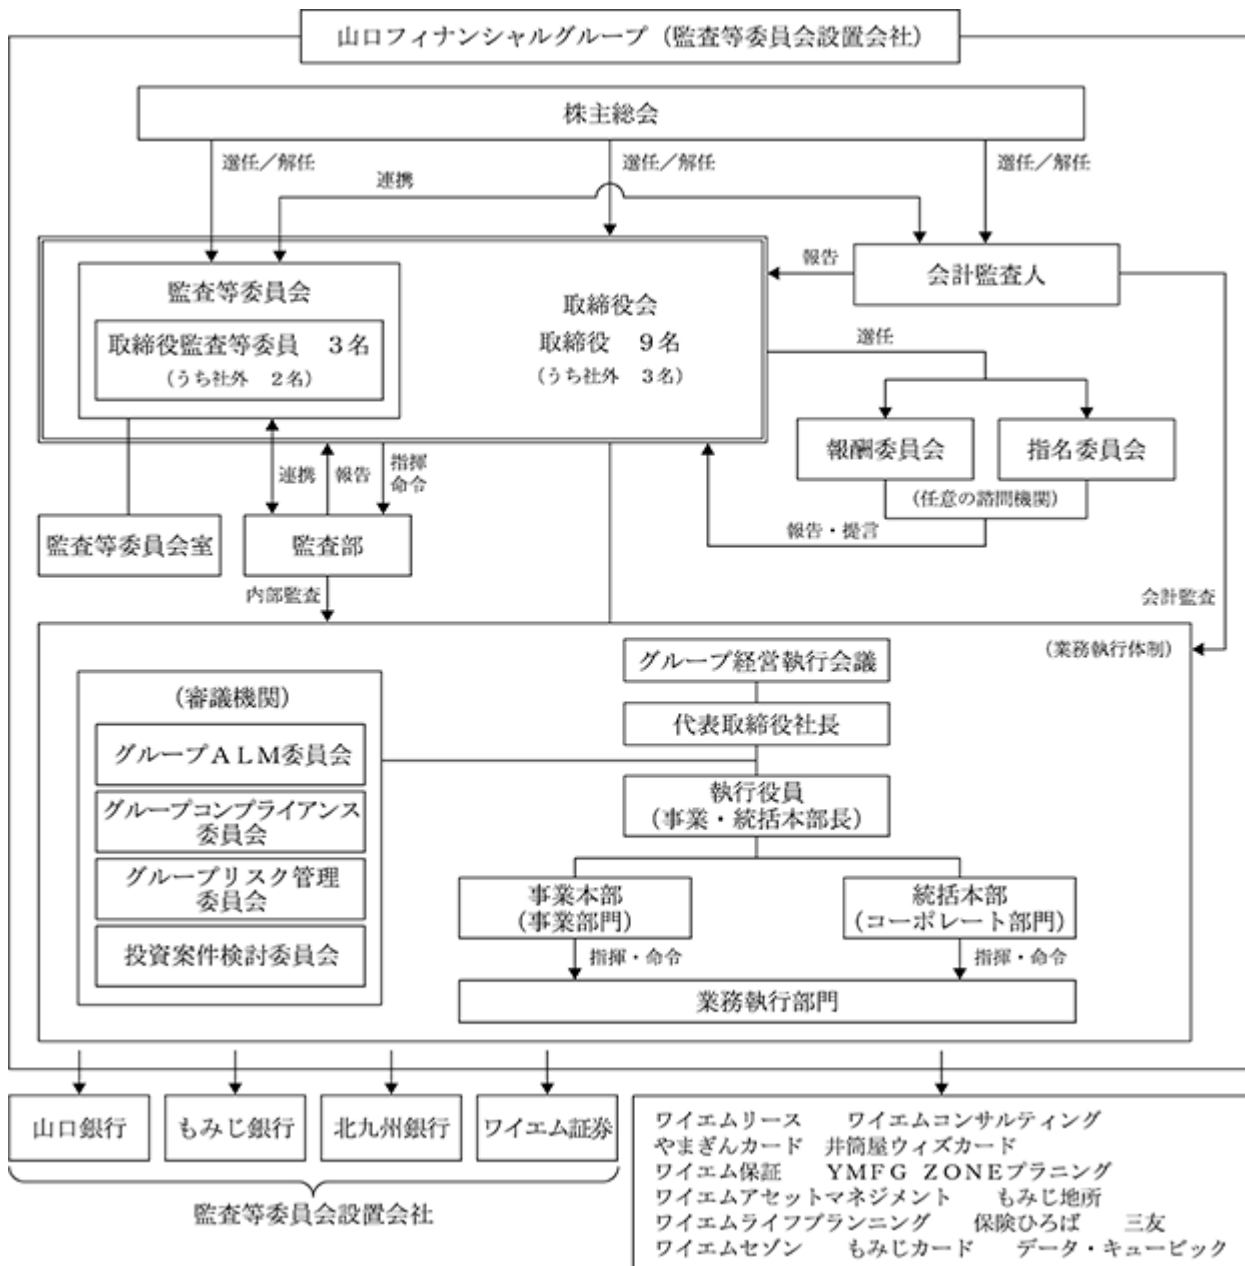 山口フィナンシャルグループ（監査等委員会設置会社）
株主総会
選任／解任
選任／解任
選任／解任
連携
監査等委員会
取締役監査等委員　３名
（うち社外　２名）
取締役会
取締役　９名
（うち社外　３名）
報告
会計監査人
選任
報酬委員会
指名委員会
（任意の諮問機関）
報告・提言
連携
報告
指揮
命令
監査等委員会室
監査部
内部監査
会計監査
（業務執行体制）
グループ経営執行会議
代表取締役社長
執行役員
（事業・統括本部長）
（審議機関）
グループＡＬＭ委員会
グループコンプライアンス
委員会
グループリスク管理
委員会
投資案件検討委員会
事業本部
（事業部門）
統括本部
（コーポレート部門）
指揮・命令
指揮・命令
業務執行部門
山口銀行
もみじ銀行
北九州銀行
ワイエム証券
監査等委員会設置会社
ワイエムリース　ワイエムコンサルティング
やまぎんカード　井筒屋ウィズカード
ワイエム保証　ＹＭＦＧ ＺＯＮＥプラニング
ワイエムアセットマネジメント　もみじ地所
ワイエムライフプランニング　保険ひろば　三友
ワイエムセゾン　もみじカード　データ・キュービック